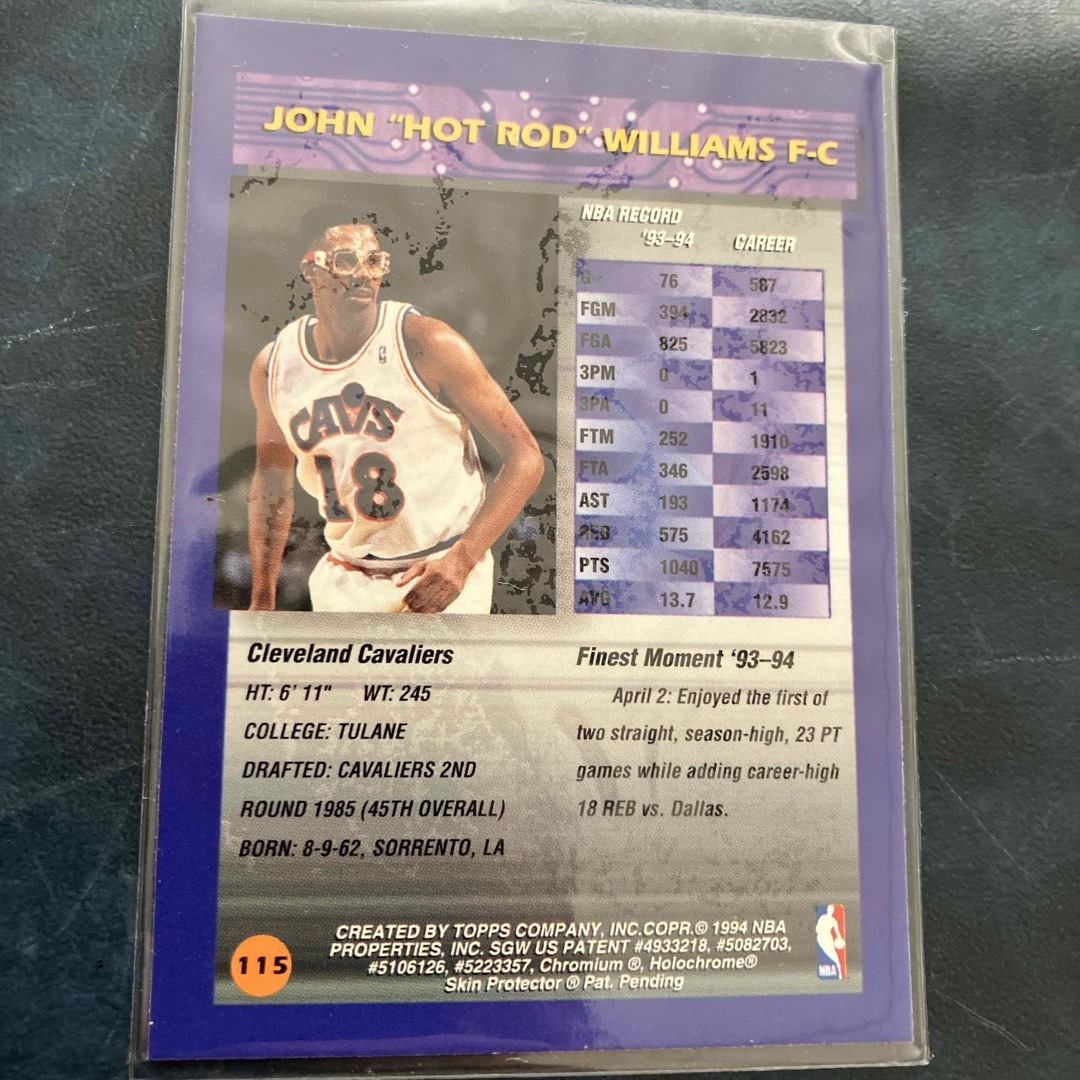 JOHN "HOT ROD" WILLIAMS F-C
NBA RECORD
'93–94 CAREER
G 76 587
FGM 394 2832
FGA 825 5823
3PM 0 1
3PA 0 11
FTM 252 1910
FTA 346 2598
AST 193 1174
REB 575 4162
PTS 1040 7575
AVG 13.7 12.9
CAVS
18
Cleveland Cavaliers
HT: 6' 11" WT: 245
COLLEGE: TULANE
DRAFTED: CAVALIERS 2ND
ROUND 1985 (45TH OVERALL)
BORN: 8-9-62, SORRENTO, LA
Finest Moment '93–94
April 2: Enjoyed the first of
two straight, season-high, 23 PT
games while adding career-high
18 REB vs. Dallas.
CREATED BY TOPPS COMPANY, INC.COPR.© 1994 NBA
PROPERTIES, INC. SGW US PATENT #4933218, #5082703,
#5106126, #5223357, Chromium ®, Holochrome®
Skin Protector ® Pat. Pending
115
NBA